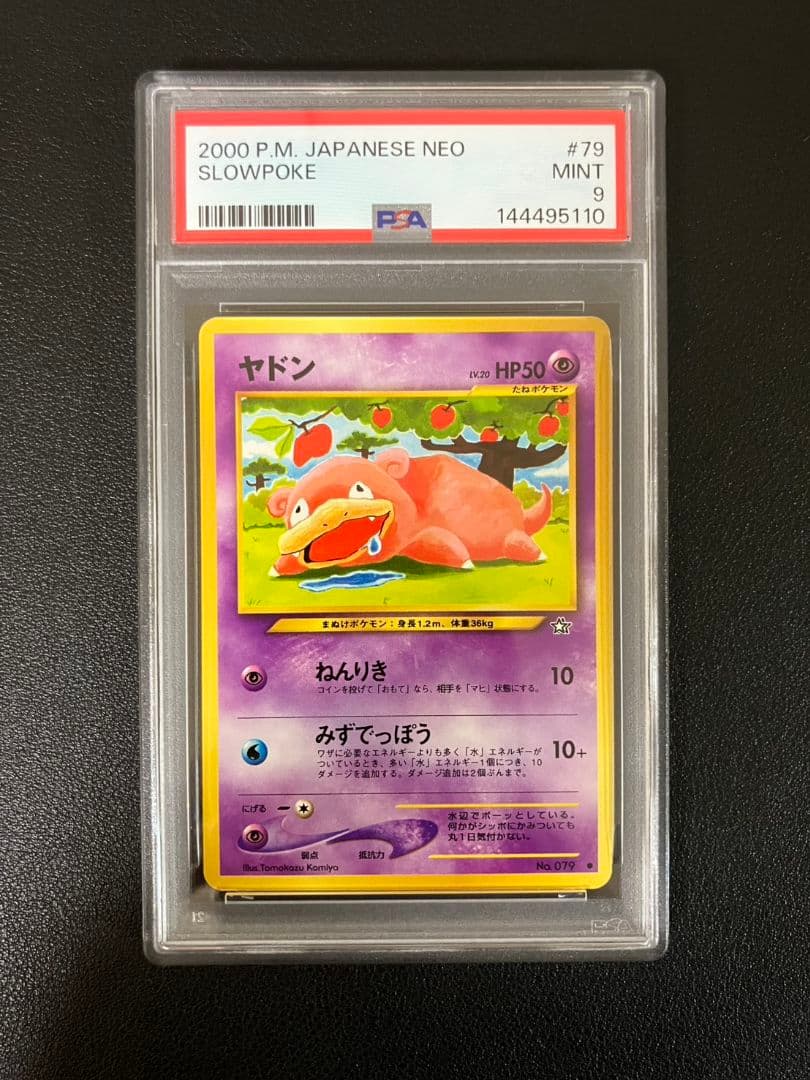 2000 P.M. JAPANESE NEO #79
SLOWPOKE MINT
9
PSA 144495110
ヤドン LV.20 HP50
たねポケモン
まぬけポケモン：身長1.2m、体重36kg
ねんりき 10
コインを投げて「おもて」なら、相手を「マヒ」状態にする。
みずでっぽう
ワザに必要なエネルギーよりも多く「水」エネルギーが
ついているとき、多い「水」エネルギー1個につき、10 10+
ダメージを追加する。ダメージ追加は2個ぶんまで。
にげる
水辺でボーッとしている。
何かがシッポにかみついても
丸1日気付かない。
弱点 抵抗力
Illus.Tomokazu Komiya No.079